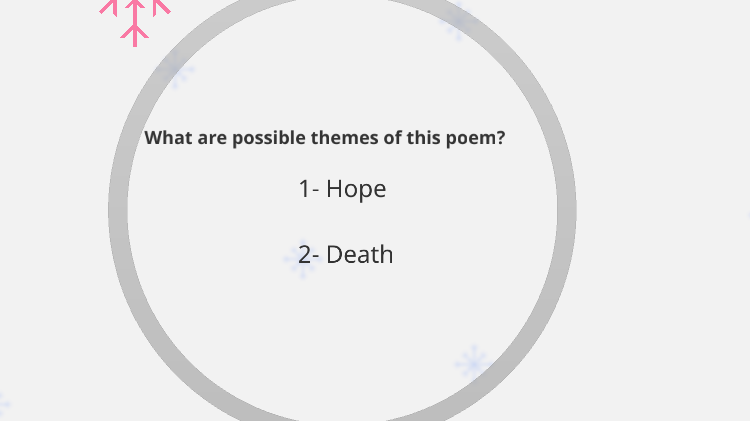 What are possible themes of this poem?
1- Hope
2- Death